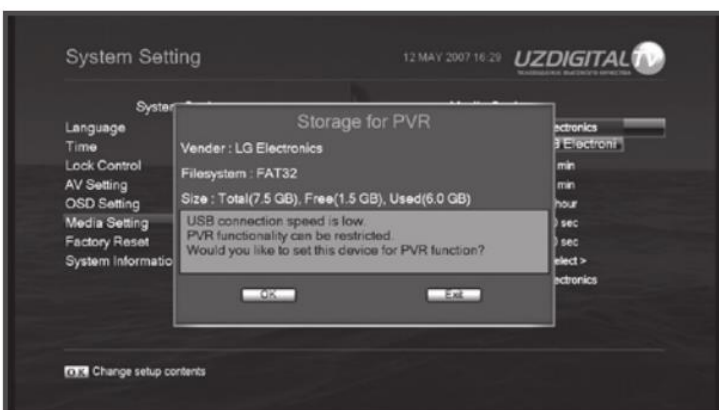 System Setting
12 MAY 2007 16:29
UZDIGITALTV
Storage for PVR
Language
Time
Lock Control
AV Setting
OSD Setting
Media Setting
Factory Reset
Vender : LG Electronics
Filesystem : FAT32
Size : Total(7.5 GB), Free(1.5 GB), Used(6.0 GB)
USB connection speed is low.
PVR functionality can be restricted.
Would you like to set this device for PVR function?
OK
Exit
min
min
hour
sec
sec
OK Change setup contents